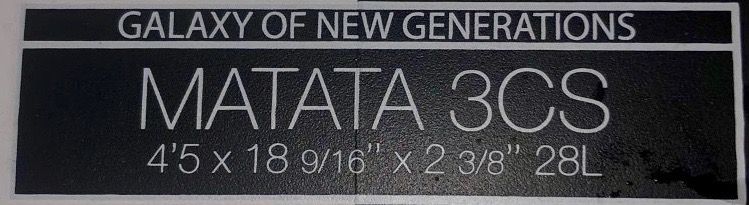 GALAXY OF NEW GENERATIONS
MATATA 3CS
4'5 x 18 9/16" x 2 3/8" 28L